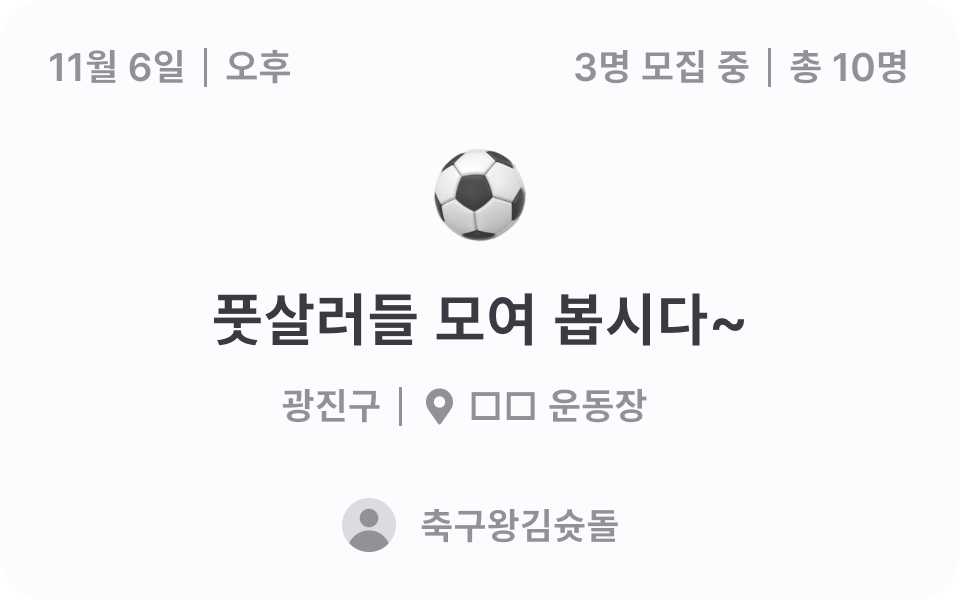 11월 6일 | 오후
3명 모집 중 | 총 10명
풋살러들 모여 봅시다~
광진구 | □□ 운동장
축구왕김슛돌